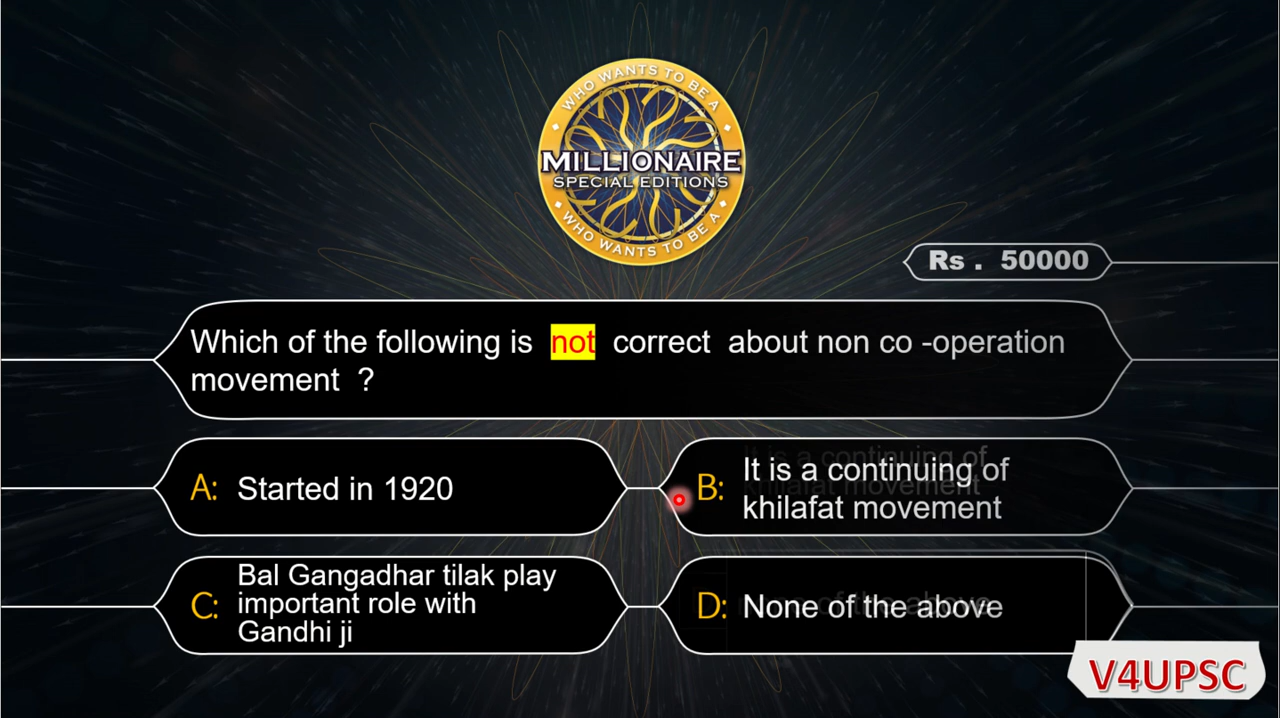 WHO WANTS TO BE A
MILLIONAIRE
SPECIAL EDITIONS
WHO WANTS TO BE A
Rs . 50000
Which of the following is not correct about non co -operation
movement ?
A: Started in 1920
B: It is a continuing of
khilafat movement
C: Bal Gangadhar tilak play
important role with
Gandhi ji
D: None of the above
V4UPSC